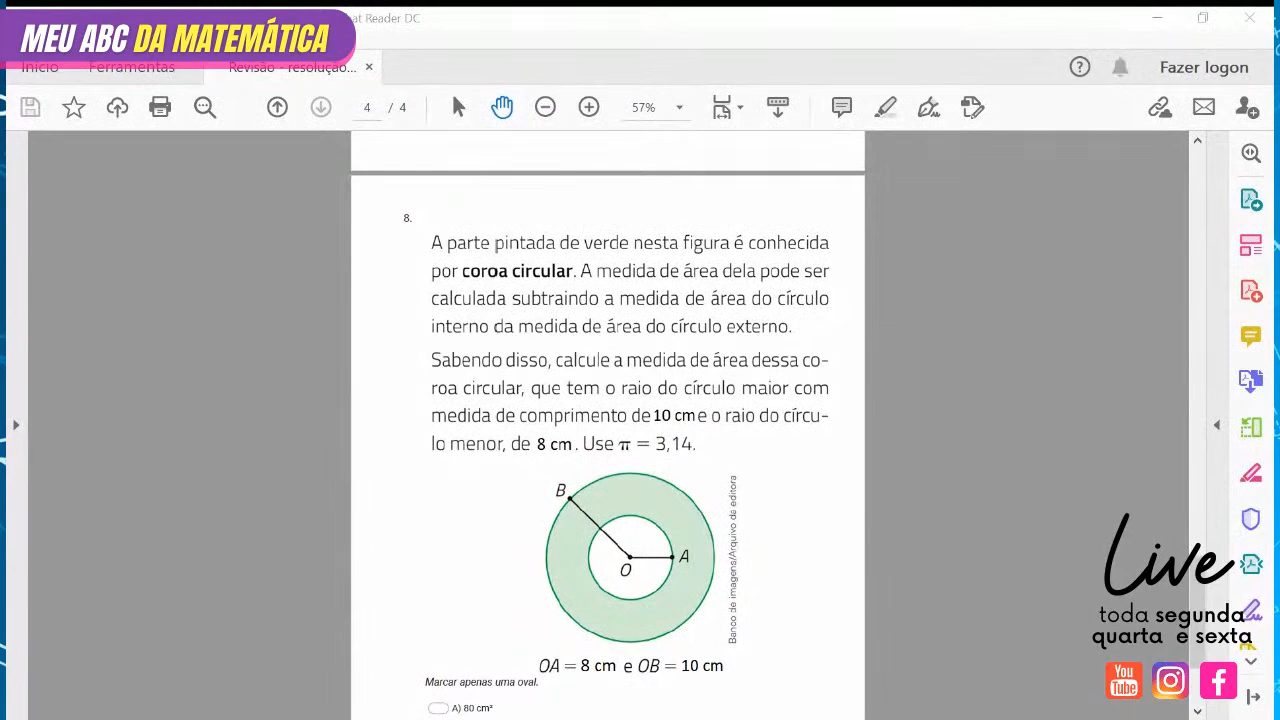 at Reader DC
MEU ABC DA MATEMÁTICA
Início
Ferramentas
Revisão - resolução...
Fazer logon
4 / 4
57%
8.
A parte pintada de verde nesta figura é conhecida
por coroa circular. A medida de área dela pode ser
calculada subtraindo a medida de área do círculo
interno da medida de área do círculo externo.
Sabendo disso, calcule a medida de área dessa co-
roa circular, que tem o raio do círculo maior com
medida de comprimento de 10 cm e o raio do círcu-
lo menor, de 8 cm. Use π = 3,14.
B
A
O
Banco de imagens/Arquivo da editora
OA = 8 cm e OB = 10 cm
Marcar apenas uma oval.
A) 80 cm²
Live
toda segunda
quarta e sexta
You
Tube